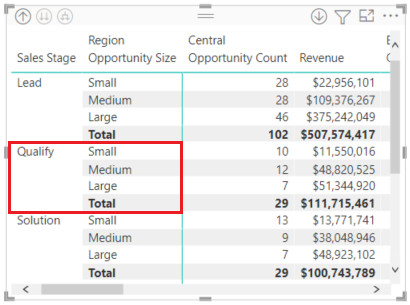 Region Central E
Sales Stage Opportunity Size Opportunity Count Revenue
Lead Small 28 $22,956,101
Medium 28 $109,376,267
Large 46 $375,242,049
Total 102 $507,574,417
Qualify Small 10 $11,550,016
Medium 12 $48,820,525
Large 7 $51,344,920
Total 29 $111,715,461
Solution Small 13 $13,771,741
Medium 9 $38,048,946
Large 7 $48,923,102
Total 29 $100,743,789